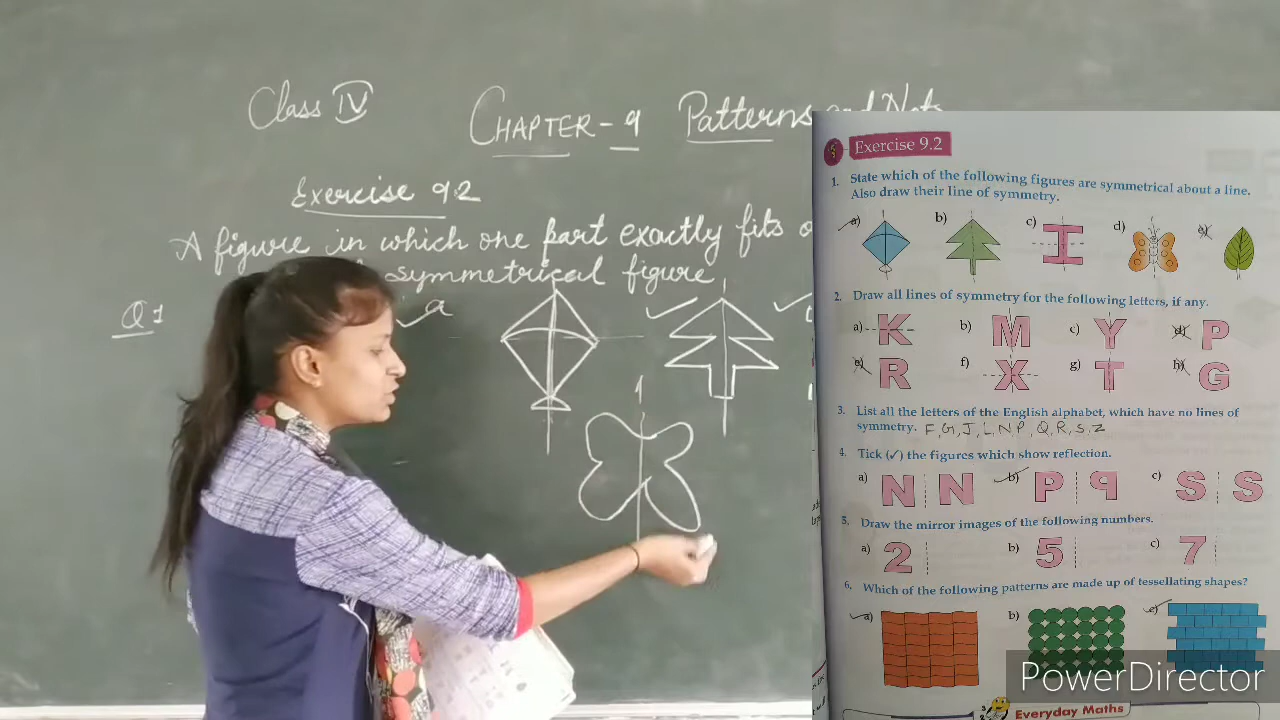 Class IV
CHAPTER-9 Patterns and
Exercise 9.2
A figure in which one part exactly fits
symmetrical figure
Q1
a
Exercise 9.2
1. State which of the following figures are symmetrical about a line.
Also draw their line of symmetry.
a) b) c) d) e)
2. Draw all lines of symmetry for the following letters, if any.
a) K b) M c) Y d) P
e) R f) X g) T h) G
3. List all the letters of the English alphabet, which have no lines of
symmetry. F, G, J, L, N, P, Q, R, S, Z
4. Tick (✓) the figures which show reflection.
a) N N b) P q c) S S
5. Draw the mirror images of the following numbers.
a) 2 b) 5 c) 7
6. Which of the following patterns are made up of tessellating shapes?
a) b) c)
PowerDirector
Everyday Maths